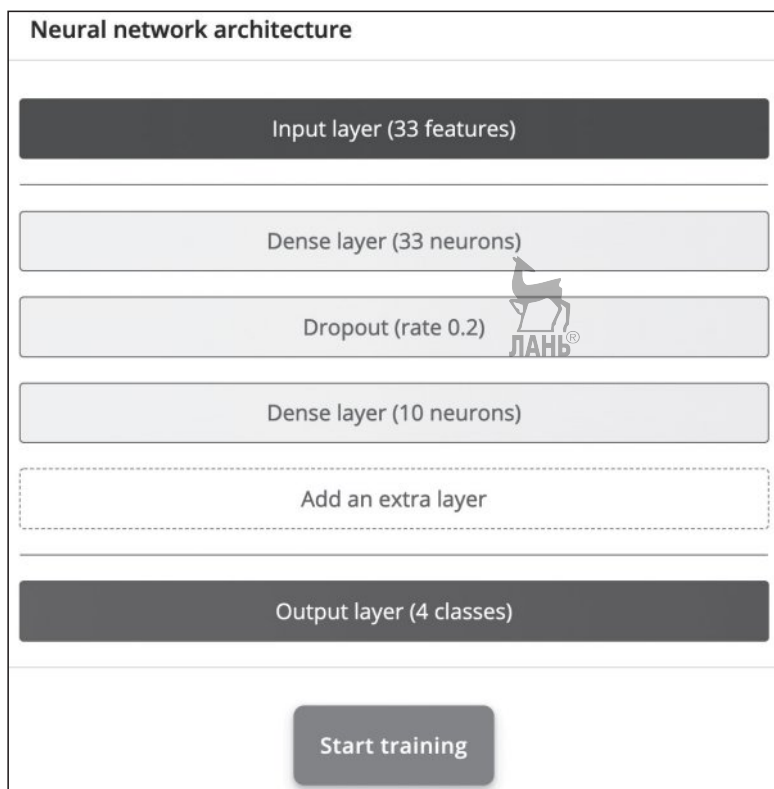 Neural network architecture
Input layer (33 features)
Dense layer (33 neurons)
Dropout (rate 0.2)
ЛАНЬ®
Dense layer (10 neurons)
Add an extra layer
Output layer (4 classes)
Start training